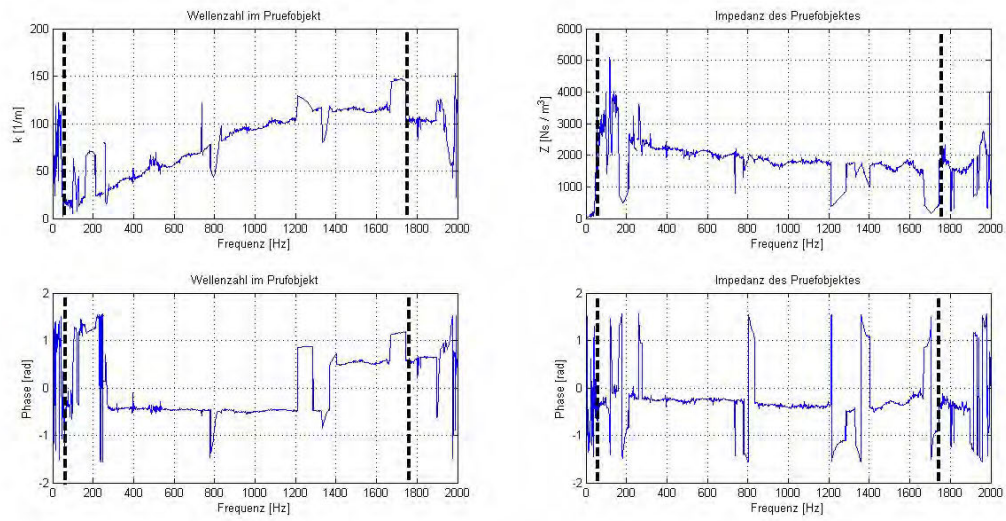 Wellenzahl im Pruefobjekt
200
150
100
50
0
k [1/m]
0 200 400 600 800 1000 1200 1400 1600 1800 2000
Frequenz [Hz]
Impedanz des Pruefobjektes
6000
5000
4000
3000
2000
1000
0
Z [Ns / m³]
0 200 400 600 800 1000 1200 1400 1600 1800 2000
Frequenz [Hz]
Wellenzahl im Prufobjekt
2
1
0
-1
-2
Phase [rad]
0 200 400 600 800 1000 1200 1400 1600 1800 2000
Frequenz [Hz]
Impedanz des Pruefobjektes
2
1
0
-1
-2
Phase [rad]
0 200 400 600 800 1000 1200 1400 1600 1800 2000
Frequenz [Hz]